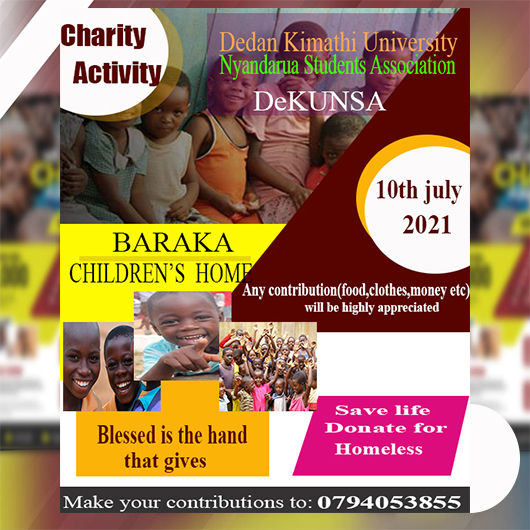 Charity
Activity
Dedan Kimathi University
Nyandarua Students Association
DeKUNSA
10th july
2021
BARAKA
CHILDREN'S HOME
Any contribution(food,clothes,money etc)
will be highly appreciated
Blessed is the hand
that gives
Save life
Donate for
Homeless
Make your contributions to: 0794053855